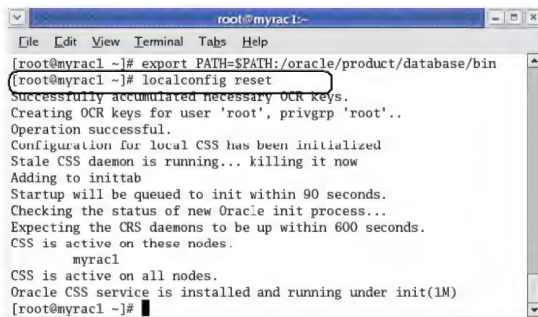 root@myrac1:~
File Edit View Terminal Tabs Help
[root@myrac1 ~]# export PATH=$PATH:/oracle/product/database/bin
[root@myrac1 ~]# localconfig reset
Successfully accumulated necessary OCR keys.
Creating OCR keys for user 'root', privgrp 'root'..
Operation successful.
Configuration for local CSS has been initialized
Stale CSS daemon is running... killing it now
Adding to inittab
Startup will be queued to init within 90 seconds.
Checking the status of new Oracle init process...
Expecting the CRS daemons to be up within 600 seconds.
CSS is active on these nodes.
myrac1
CSS is active on all nodes.
Oracle CSS service is installed and running under init(1M)
[root@myrac1 ~]#